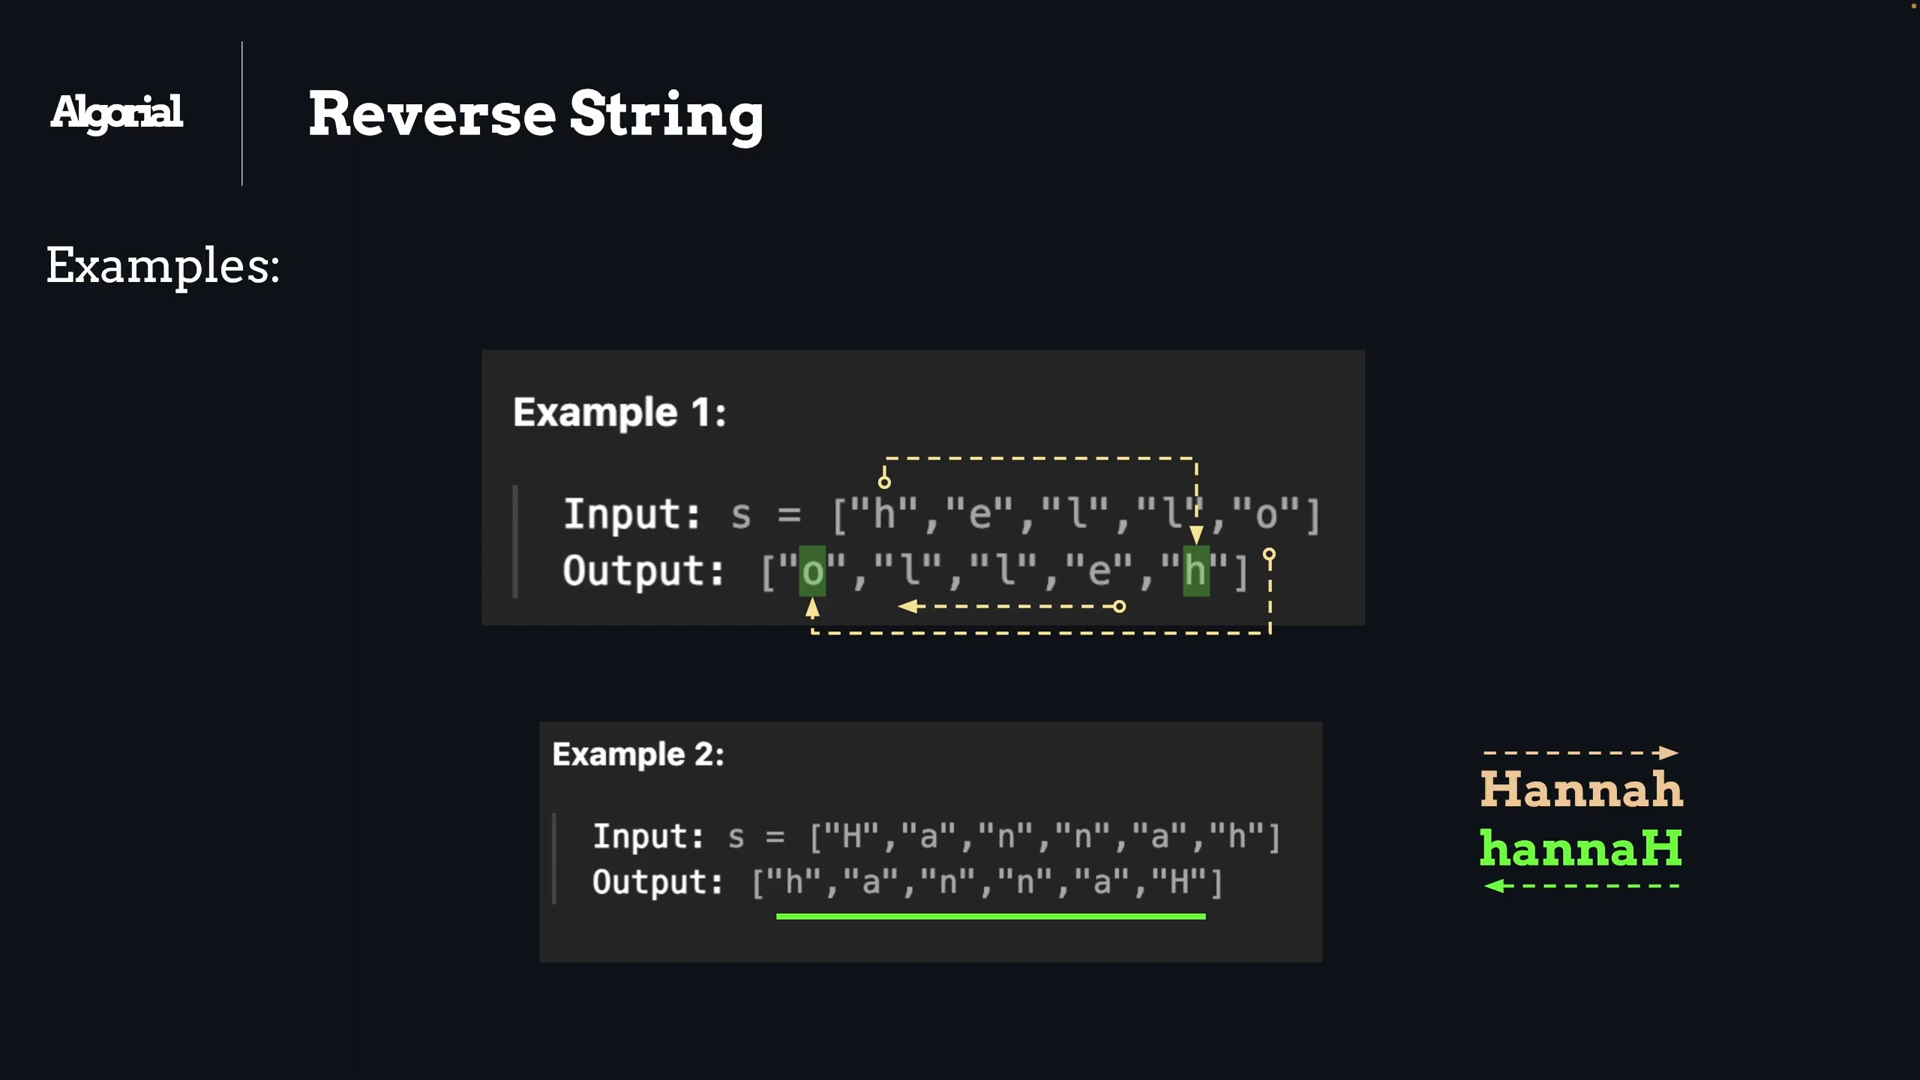 Algorial
Reverse String
Examples:
Example 1:
Input: s = ["h","e","l","l","o"]
Output: ["o","l","l","e","h"]
Example 2:
Input: s = ["H","a","n","n","a","h"]
Output: ["h","a","n","n","a","H"]
Hannah
hannaH